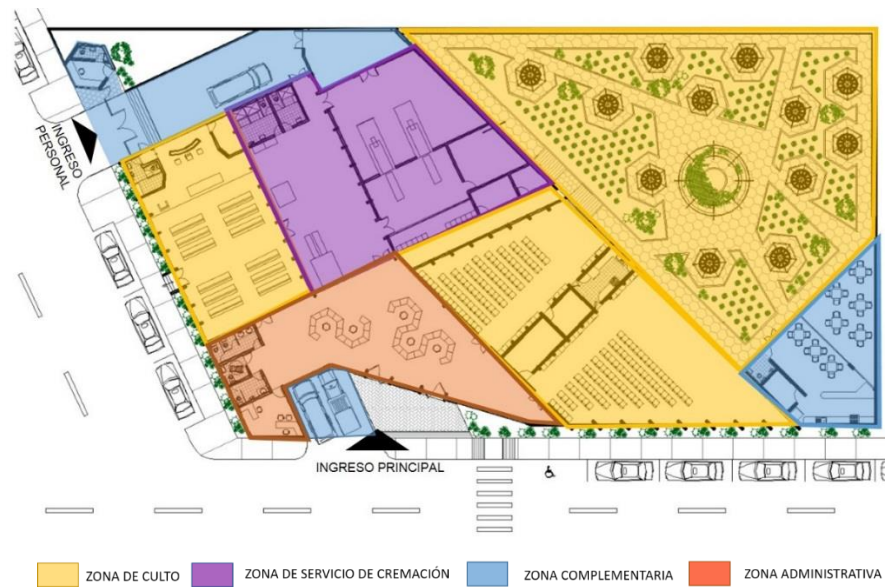 INGRESO
PERSONAL
INGRESO PRINCIPAL
ZONA DE CULTO
ZONA DE SERVICIO DE CREMACIÓN
ZONA COMPLEMENTARIA
ZONA ADMINISTRATIVA